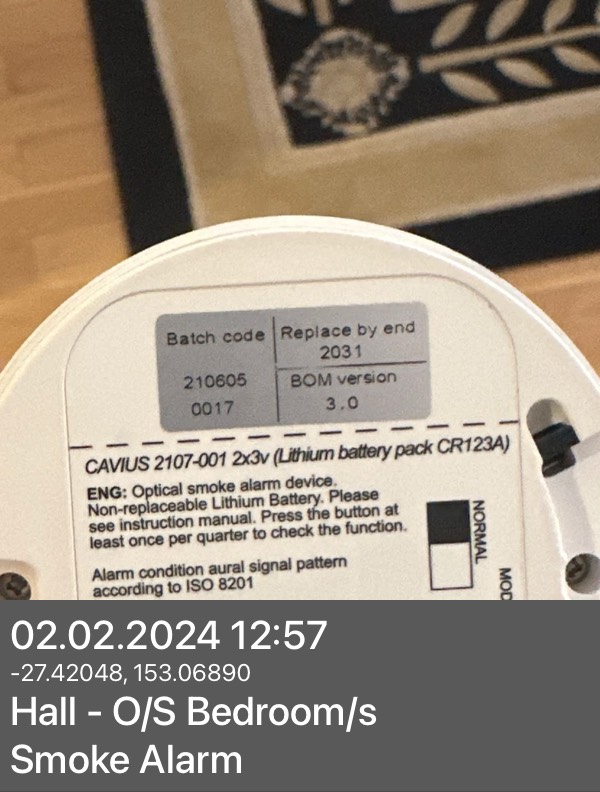 Batch code
210605
0017
Replace by end
2031
BOM version
3.0
CAVIUS 2107-001 2x3v (Lithium battery pack CR123A)
ENG: Optical smoke alarm device.
Non-replaceable Lithium Battery. Please
see instruction manual. Press the button at
least once per quarter to check the function.
Alarm condition aural signal pattern
according to ISO 8201
NORMAL
02.02.2024 12:57
-27.42048, 153.06890
Hall - O/S Bedroom/s
Smoke Alarm